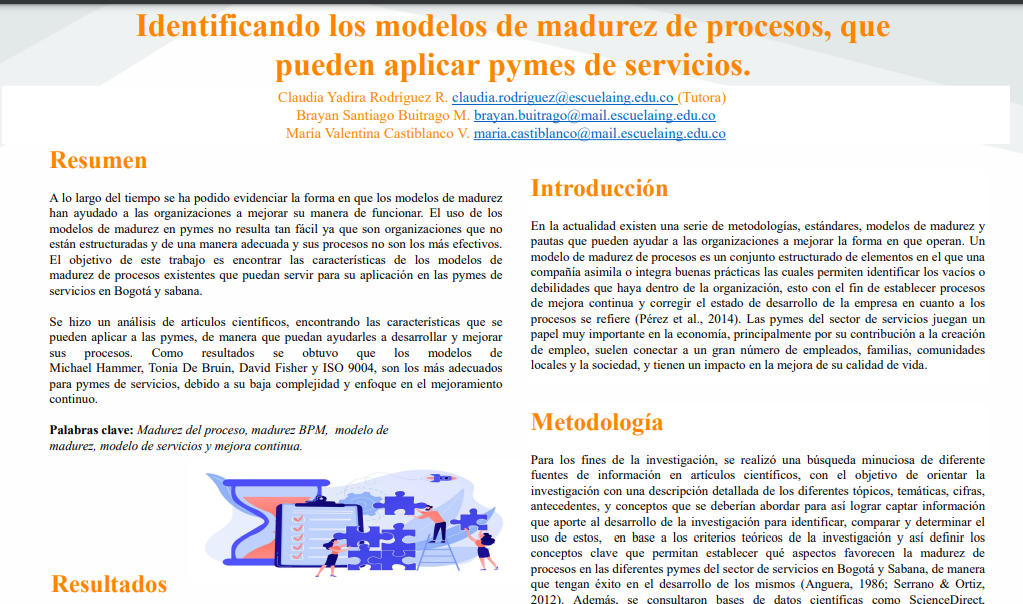 Identificando los modelos de madurez de procesos, que
pueden aplicar pymes de servicios.
Claudia Yadira Rodríguez R. claudia.rodriguez@escuelaing.edu.co (Tutora)
Brayan Santiago Buitrago M. brayan.buitrago@mail.escuelaing.edu.co
María Valentina Castiblanco V. maria.castiblanco@mail.escuelaing.edu.co
Resumen
A lo largo del tiempo se ha podido evidenciar la forma en que los modelos de madurez
han ayudado a las organizaciones a mejorar su manera de funcionar. El uso de los
modelos de madurez en pymes no resulta tan fácil ya que son organizaciones que no
están estructuradas y de una manera adecuada y sus procesos no son los más efectivos.
El objetivo de este trabajo es encontrar las características de los modelos de
madurez de procesos existentes que puedan servir para su aplicación en las pymes de
servicios en Bogotá y sabana.
Se hizo un análisis de artículos científicos, encontrando las características que se
pueden aplicar a las pymes, de manera que puedan ayudarles a desarrollar y mejorar
sus procesos. Como resultados se obtuvo que los modelos de
Michael Hammer, Tonia De Bruin, David Fisher y ISO 9004, son los más adecuados
para pymes de servicios, debido a su baja complejidad y enfoque en el mejoramiento
continuo.
Palabras clave: Madurez del proceso, madurez BPM, modelo de
madurez, modelo de servicios y mejora continua.
Resultados
Introducción
En la actualidad existen una serie de metodologías, estándares, modelos de madurez y
pautas que pueden ayudar a las organizaciones a mejorar la forma en que operan. Un
modelo de madurez de procesos es un conjunto estructurado de elementos en el que una
compañía asimila o integra buenas prácticas las cuales permiten identificar los vacíos o
debilidades que haya dentro de la organización, esto con el fin de establecer procesos
de mejora continua y corregir el estado de desarrollo de la empresa en cuanto a los
procesos se refiere (Pérez et al., 2014). Las pymes del sector de servicios juegan un
papel muy importante en la economía, principalmente por su contribución a la creación
de empleo, suelen conectar a un gran número de empleados, familias, comunidades
locales y la sociedad, y tienen un impacto en la mejora de su calidad de vida.
Metodología
Para los fines de la investigación, se realizó una búsqueda minuciosa de diferente
fuentes de información en artículos científicos, con el objetivo de orientar la
investigación con una descripción detallada de los diferentes tópicos, temáticas, cifras,
antecedentes, y conceptos que se deberían abordar para así lograr captar información
que aporte al desarrollo de la investigación para identificar, comparar y determinar el
uso de estos, en base a los criterios teóricos de la investigación y así definir los
conceptos clave que permitan establecer qué aspectos favorecen la madurez de
procesos en las diferentes pymes del sector de servicios en Bogotá y Sabana, de manera
que tengan éxito en el desarrollo de los mismos (Anguera, 1986; Serrano & Ortiz,
2012). Además, se consultaron bases de datos científicas como ScienceDirect,